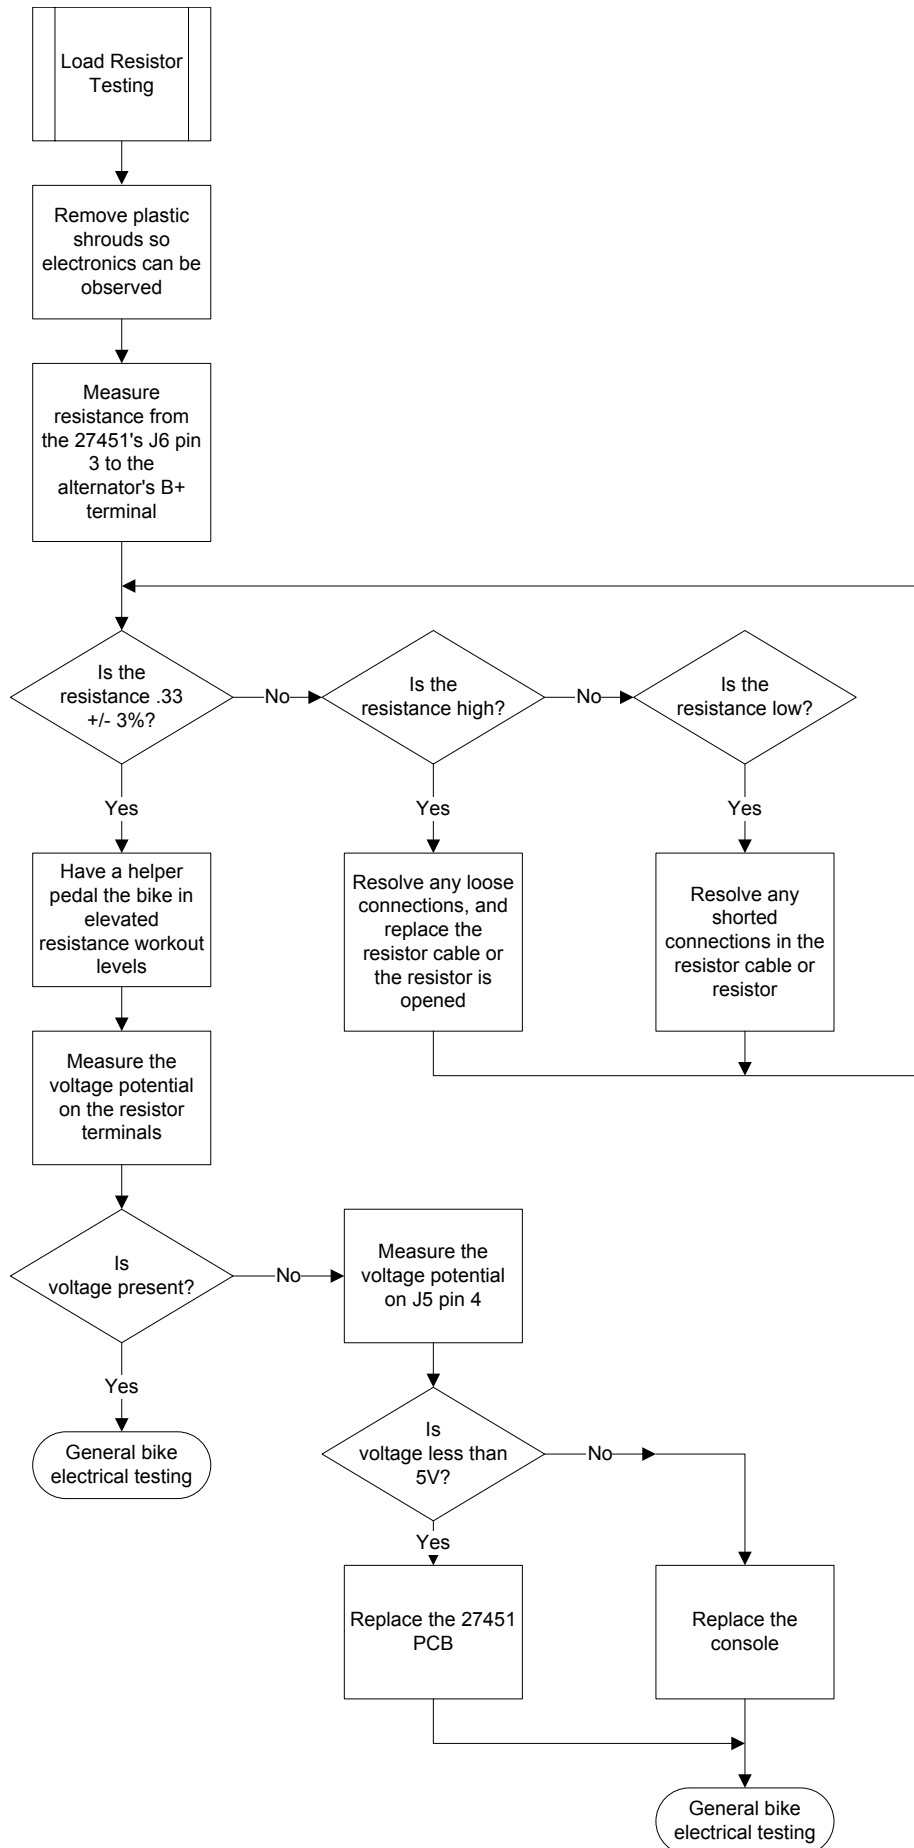 Load Resistor
Testing
Remove plastic
shrouds so
electronics can be
observed
Measure
resistance from
the 27451's J6 pin
3 to the
alternator's B+
terminal
Is the
resistance .33
+/- 3%?
No
Is the
resistance high?
No
Is the
resistance low?
Yes
Yes
Yes
Have a helper
pedal the bike in
elevated
resistance workout
levels
Resolve any loose
connections, and
replace the
resistor cable or
the resistor is
opened
Resolve any
shorted
connections in the
resistor cable or
resistor
Measure the
voltage potential
on the resistor
terminals
Is
voltage present?
No
Measure the
voltage potential
on J5 pin 4
Yes
General bike
electrical testing
Is
voltage less than
5V?
No
Yes
Replace the 27451
PCB
Replace the
console
General bike
electrical testing